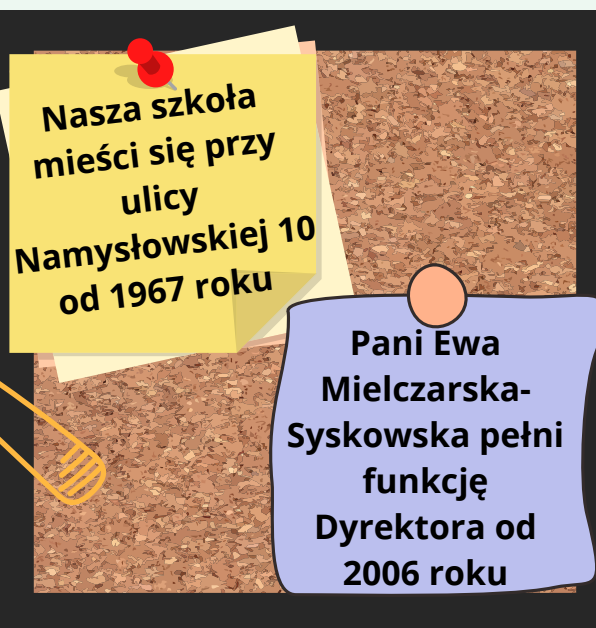 Nasza szkoła
mieści się przy
ulicy
Namysłowskiej 10
od 1967 roku
Pani Ewa
Mielczarska-
Syskowska pełni
funkcję
Dyrektora od
2006 roku